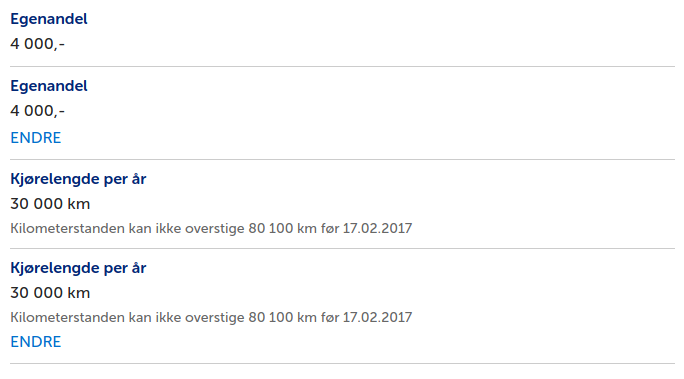 Egenandel
4 000,-
Egenandel
4 000,-
ENDRE
Kjørelengde per år
30 000 km
Kilometerstanden kan ikke overstige 80 100 km før 17.02.2017
Kjørelengde per år
30 000 km
Kilometerstanden kan ikke overstige 80 100 km før 17.02.2017
ENDRE